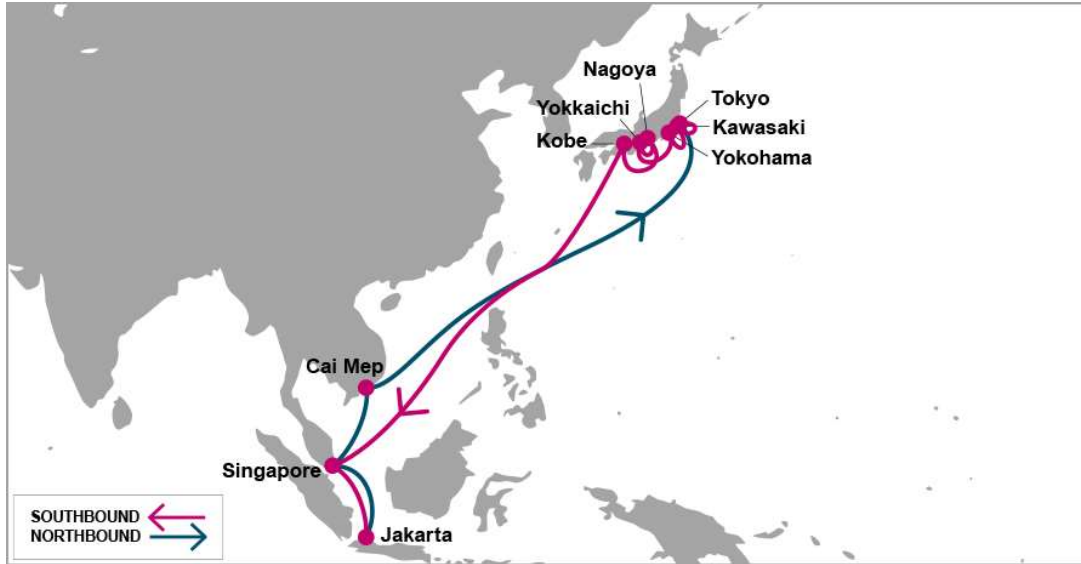 Nagoya
Tokyo
Yokkaichi
Kawasaki
Kobe
Yokohama
Cai Mep
Singapore
Jakarta
SOUTHBOUND
NORTHBOUND